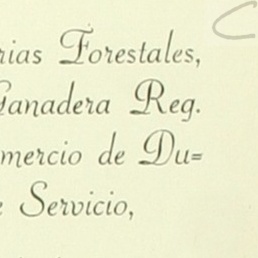 rias Forestales,
Ganadera Reg.
mercio de Du=
e Servicio,